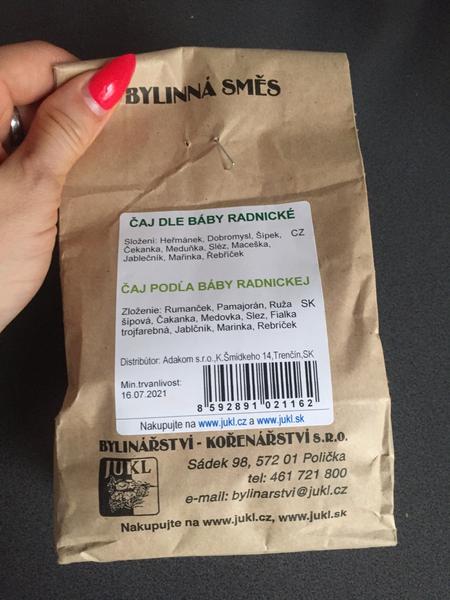 BYLINNÁ SMĚS
ČAJ DLE BÁBY RADNICKÉ
Složení: Heřmánek, Dobromysl, Šípek, CZ
Čekanka, Meduňka, Sléz, Maceška,
Jablečník, Mařinka, Řebříček
ČAJ PODĽA BÁBY RADNICKEJ
Zloženie: Rumanček, Pamajorán, Ruža SK
šípová, Čakanka, Medovka, Slez, Fialka
trojfarebná, Jablčník, Marinka, Rebríček
Distribútor: Adakom s.r.o.,K.Šmidkeho 14,Trenčín,SK
Min.trvanlivost:
16.07.2021
8 592891 021162
Nakupujte na www.jukl.cz a www.jukl.sk
BYLINÁŘSTVÍ - KOŘENÁŘSTVÍ s.r.o.
JUKL
Sádek 98, 572 01 Polička
tel: 461 721 800
e-mail: bylinarstvi@jukl.cz
Nakupujte na www.jukl.cz, www.jukl.sk